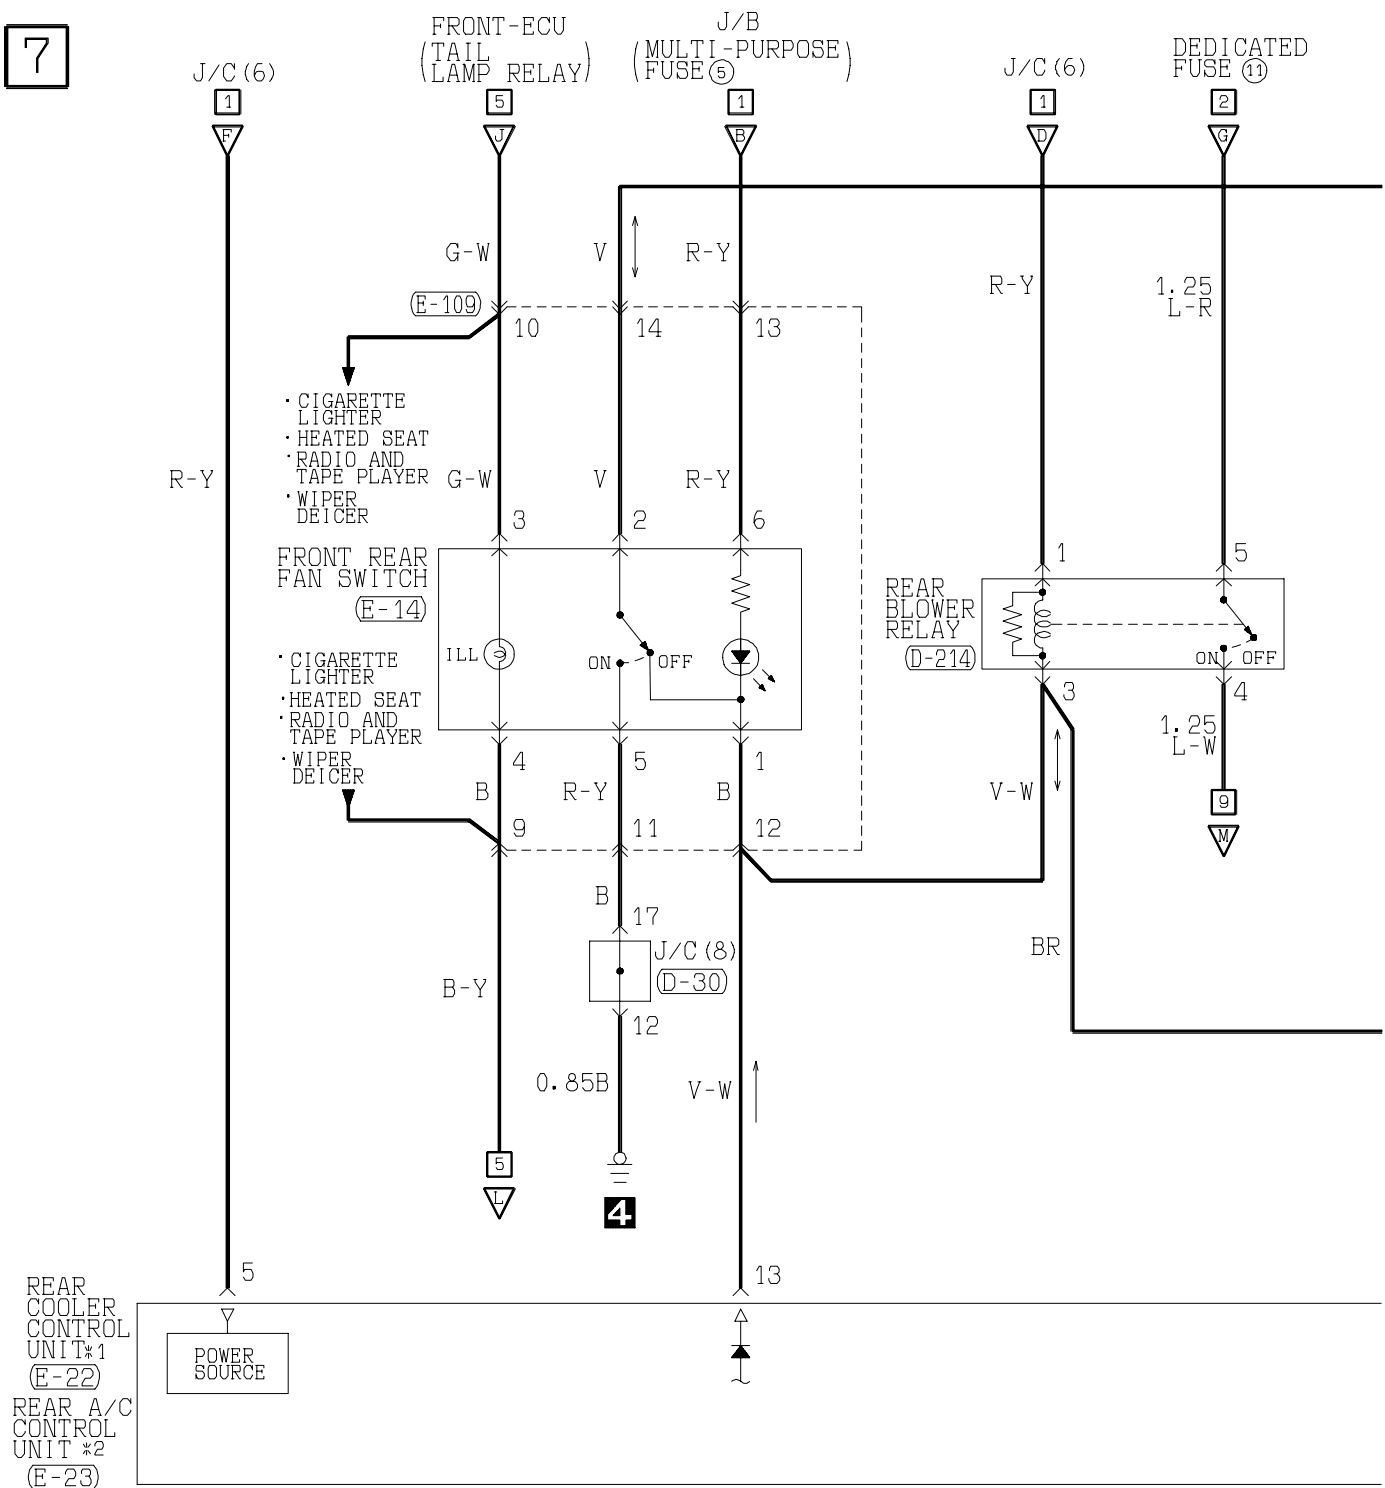 7
J/C(6)
1
F
FRONT-ECU
(TAIL
LAMP RELAY)
5
J
J/B
(MULTI-PURPOSE
FUSE⑤)
1
B
J/C(6)
1
D
DEDICATED
FUSE ⑪
2
G
G-W
V
R-Y
R-Y
1.25
L-R
E-109
10
14
13
· CIGARETTE
LIGHTER
· HEATED SEAT
· RADIO AND
TAPE PLAYER
· WIPER
DEICER
R-Y
G-W
V
R-Y
3
2
6
1
5
FRONT REAR
FAN SWITCH
E-14
ILL
ON
OFF
REAR
BLOWER
RELAY
D-214
ON
OFF
· CIGARETTE
LIGHTER
· HEATED SEAT
· RADIO AND
TAPE PLAYER
· WIPER
DEICER
4
5
1
3
4
1.25
L-W
B
R-Y
B
V-W
9
M
9
11
12
B
17
J/C(8)
D-30
12
BR
B-Y
0.85B
V-W
5
L
4
5
13
REAR
COOLER
CONTROL
UNIT*1
E-22
REAR A/C
CONTROL
UNIT *2
E-23
POWER
SOURCE